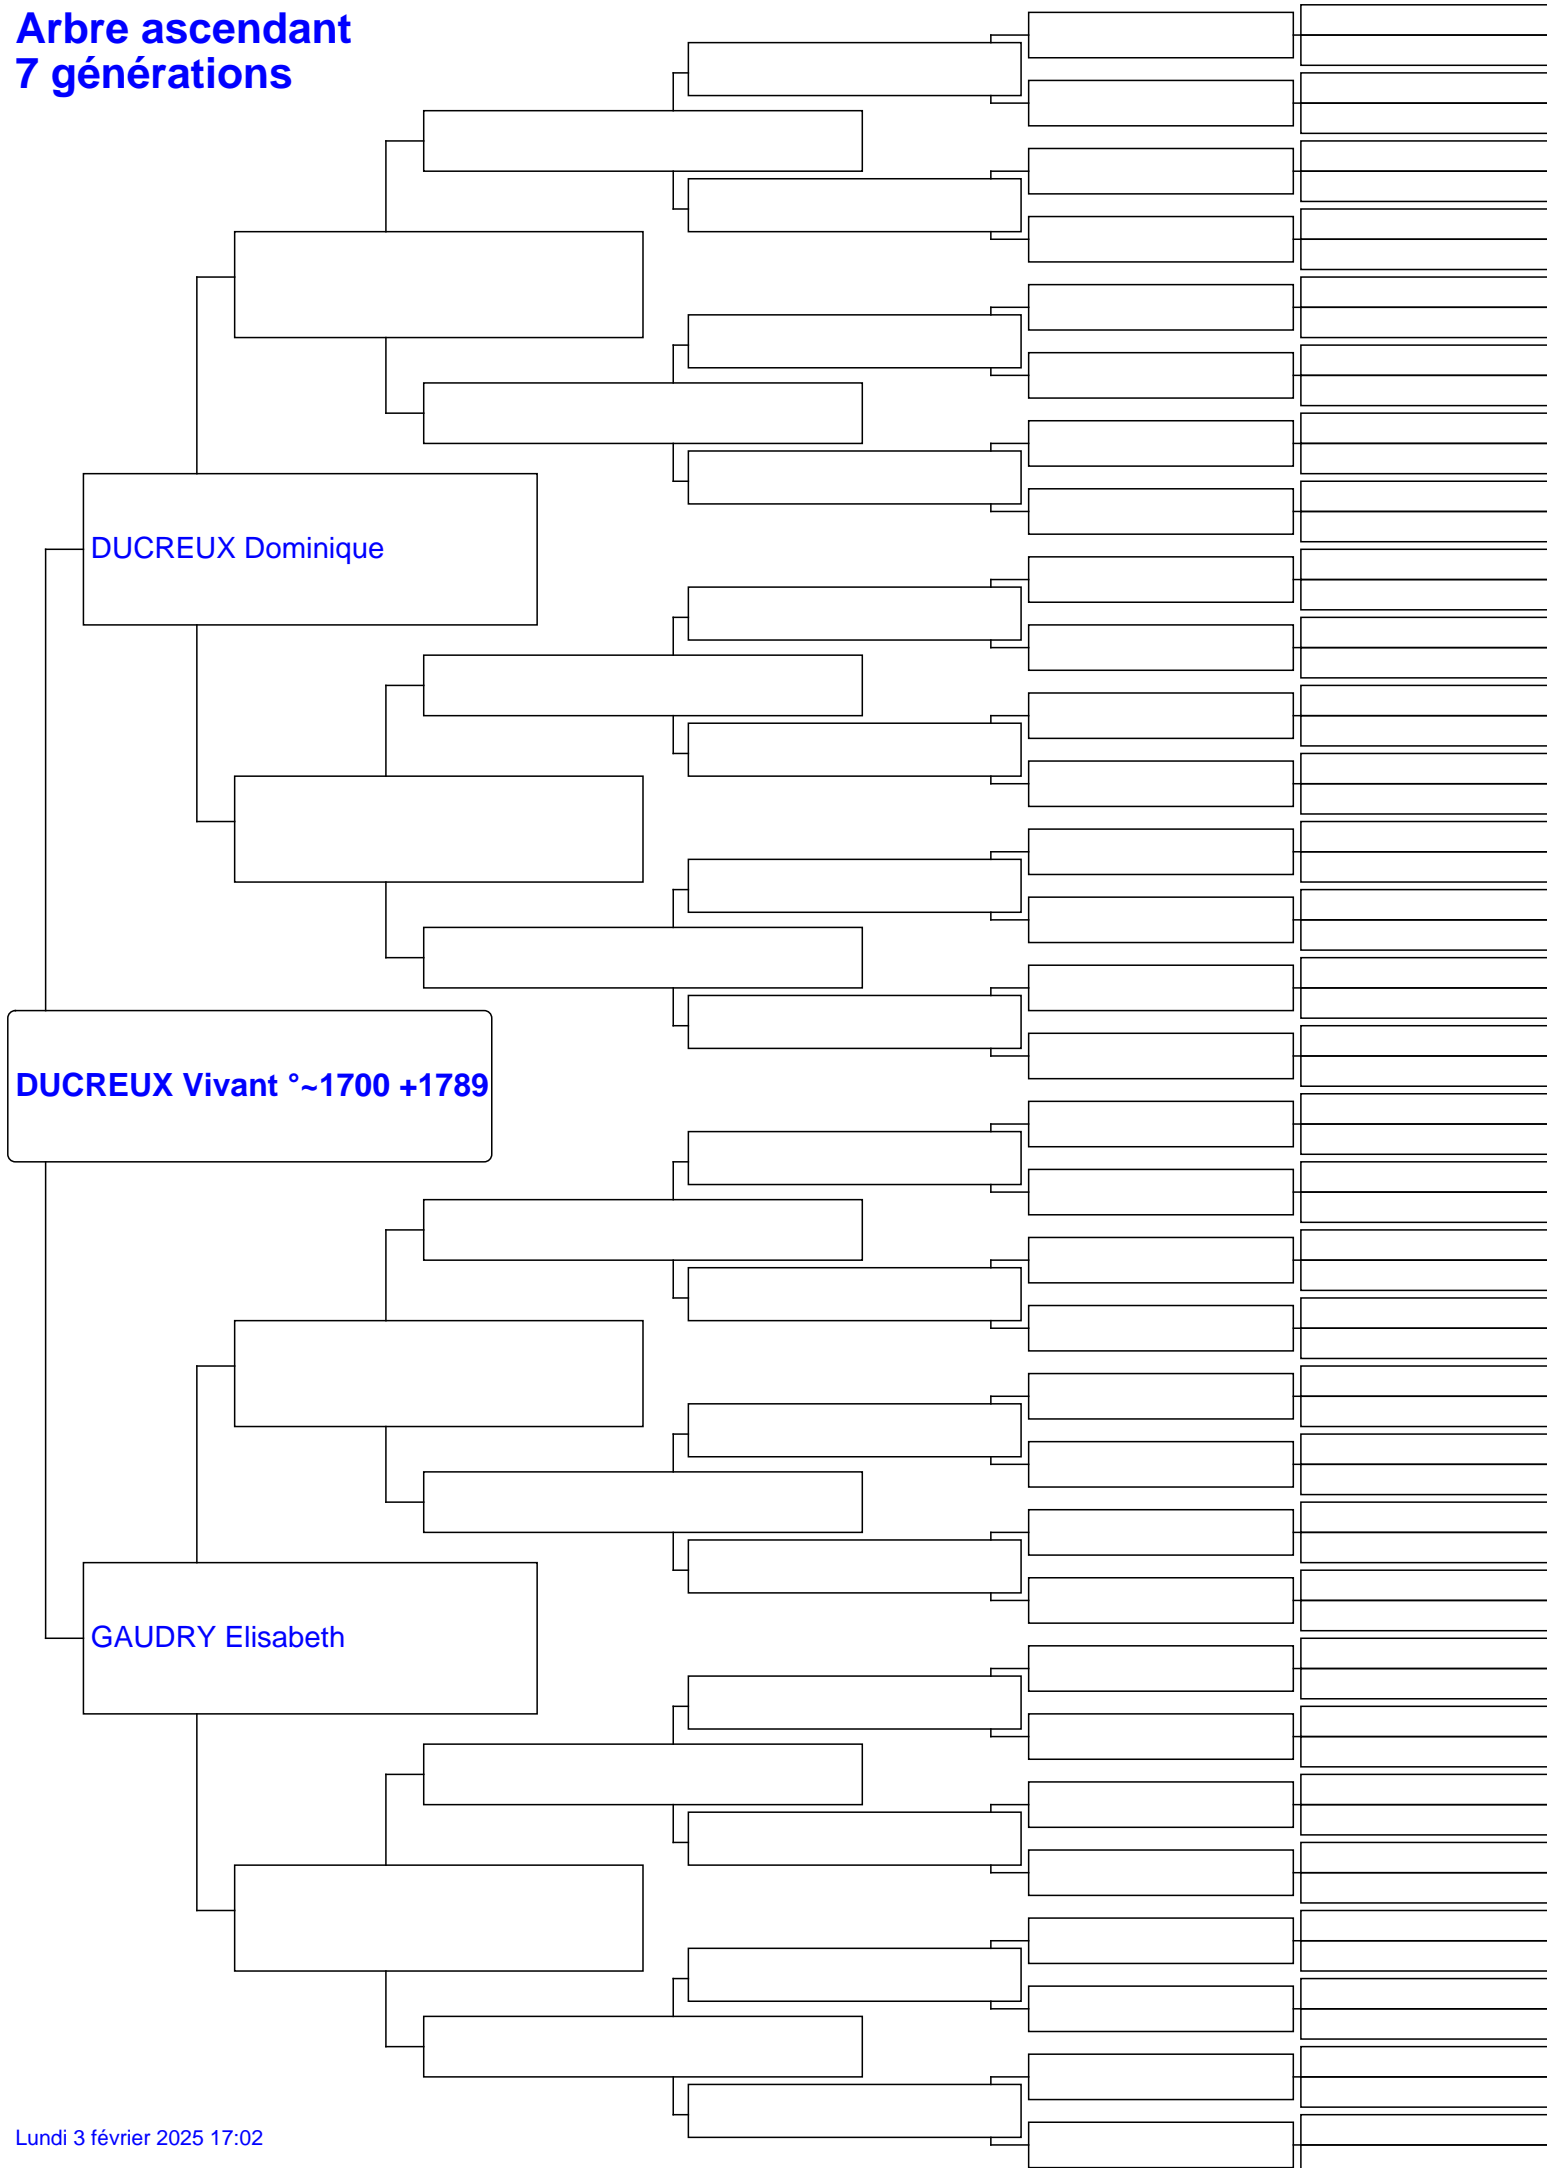 Arbre ascendant
7 générations
DUCREUX Dominique
DUCREUX Vivant °~1700 +1789
GAUDRY Elisabeth
Lundi 3 février 2025 17:02